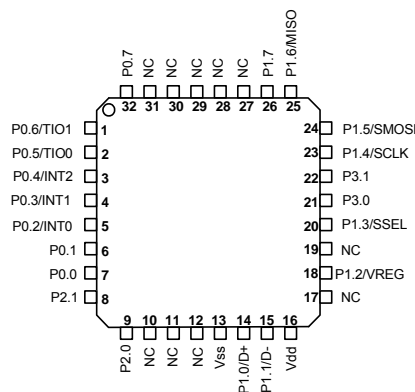 P0.7 NC NC NC NC NC P1.7 P1.6/MISO
32 31 30 29 28 27 26 25
P0.6/TIO1 1 24 P1.5/SMOSI
P0.5/TIO0 2 23 P1.4/SCLK
P0.4/INT2 3 22 P3.1
P0.3/INT1 4 21 P3.0
P0.2/INT0 5 20 P1.3/SSEL
P0.1 6 19 NC
P0.0 7 18 P1.2/VREG
P2.1 8 17 NC
9 10 11 12 13 14 15 16
P2.0 NC NC NC Vss P1.0/D+ P1.1/D- Vdd